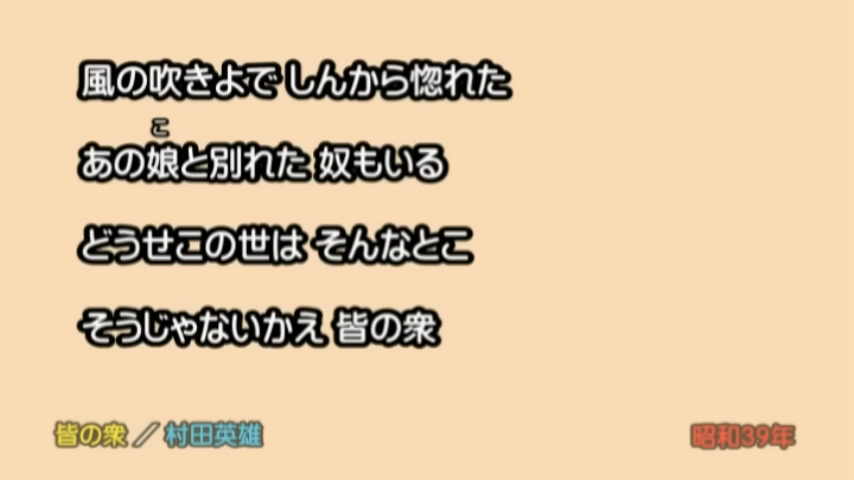 風の吹きよで しんから惚れた
こ
あの娘と別れた 奴もいる
どうせこの世は そんなとこ
そうじゃないかえ 皆の衆
皆の衆 ／ 村田英雄
昭和39年